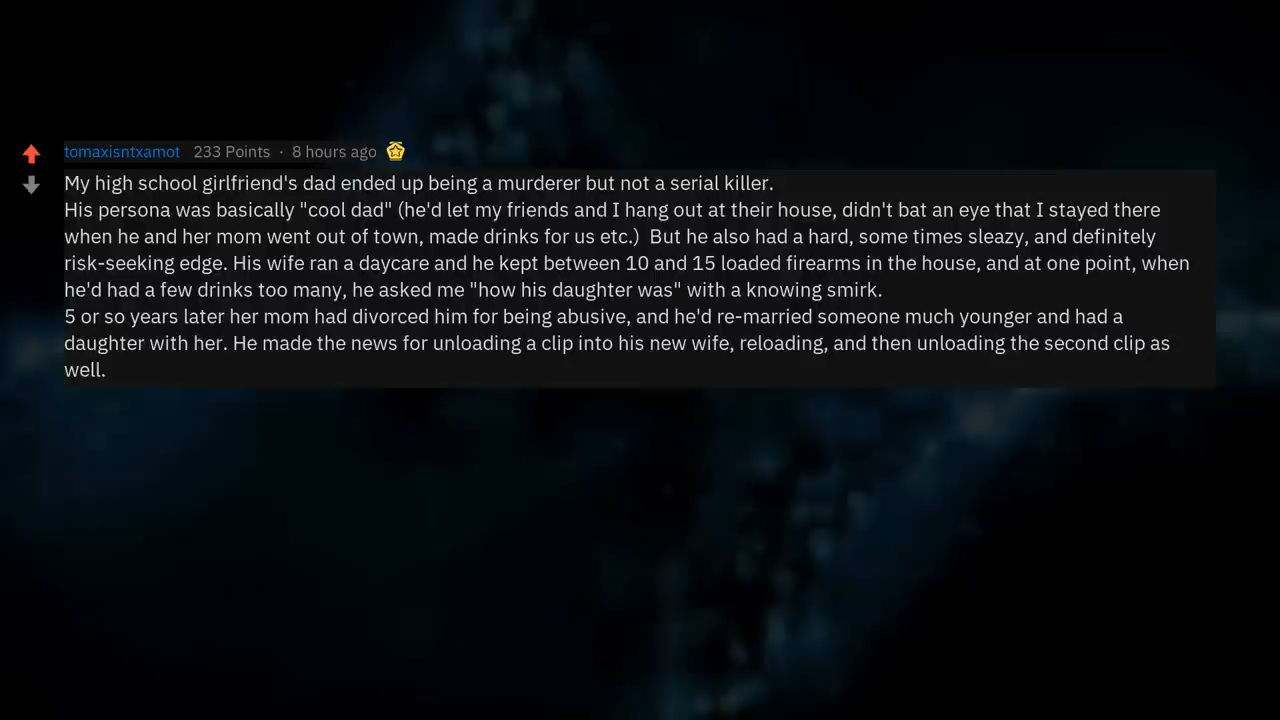 tomaxisntxamot 233 Points · 8 hours ago
My high school girlfriend's dad ended up being a murderer but not a serial killer.
His persona was basically "cool dad" (he'd let my friends and I hang out at their house, didn't bat an eye that I stayed there
when he and her mom went out of town, made drinks for us etc.)  But he also had a hard, some times sleazy, and definitely
risk-seeking edge. His wife ran a daycare and he kept between 10 and 15 loaded firearms in the house, and at one point, when
he'd had a few drinks too many, he asked me "how his daughter was" with a knowing smirk.
5 or so years later her mom had divorced him for being abusive, and he'd re-married someone much younger and had a
daughter with her. He made the news for unloading a clip into his new wife, reloading, and then unloading the second clip as
well.